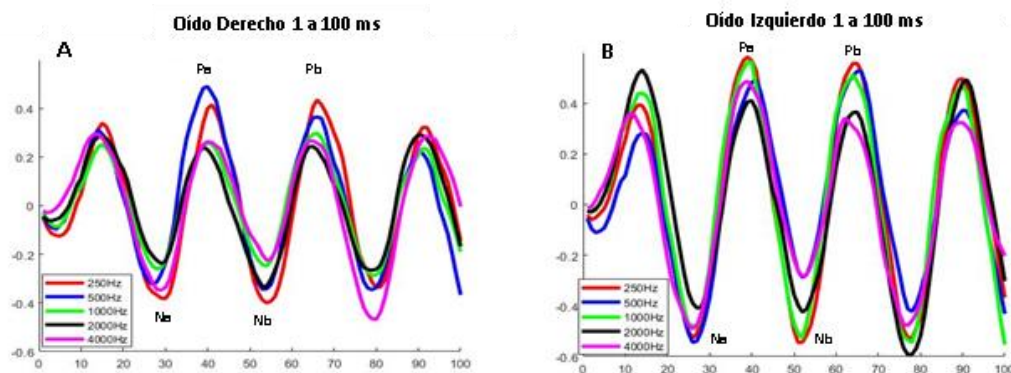 Oído Derecho 1 a 100 ms
A
Pa
Pb
0.4
0.2
0
-0.2
-0.4
-0.6
250Hz
500Hz
1000Hz
2000Hz
4000Hz
Na
Nb
0 10 20 30 40 50 60 70 80 90 100
Oído Izquierdo 1 a 100 ms
B
Pa
Pb
0.4
0.2
0
-0.2
-0.4
-0.6
250Hz
500Hz
1000Hz
2000Hz
4000Hz
Na
Nb
0 10 20 30 40 50 60 70 80 90 100